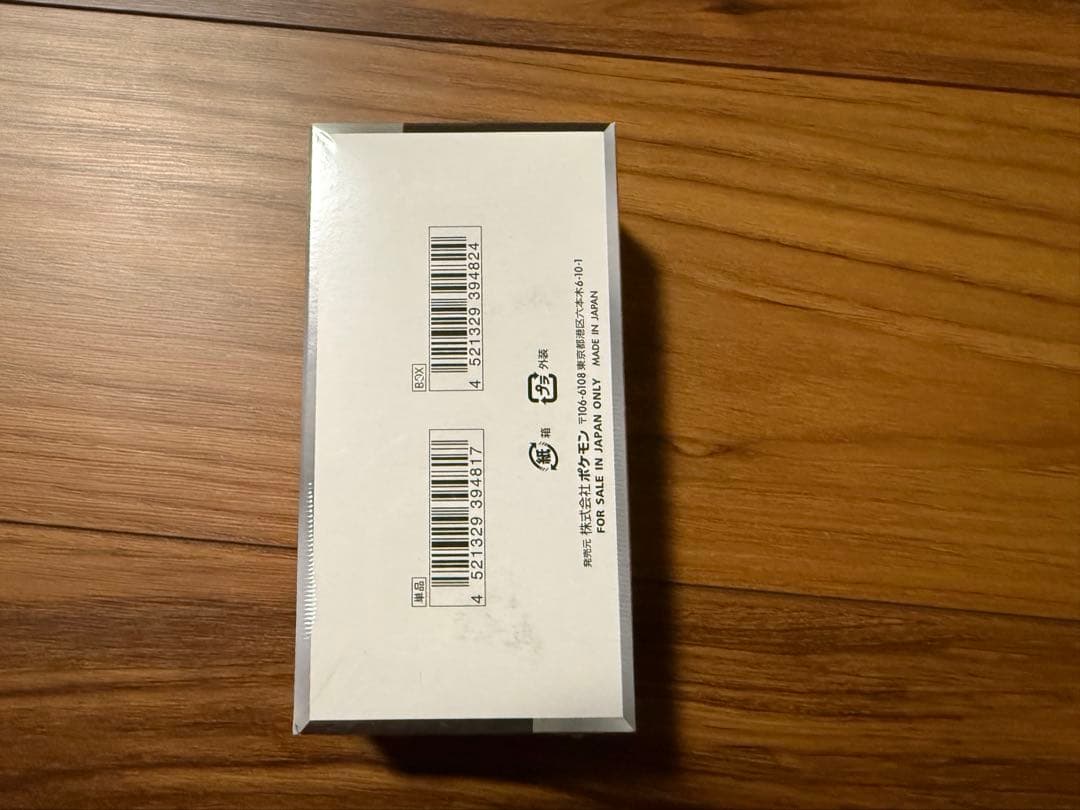 単品
4 521329 394817
BOX
4 521329 394824
紙 箱
プラ 外装
発売元 株式会社ポケモン 〒106-6108 東京都港区六本木6-10-1
FOR SALE IN JAPAN ONLY MADE IN JAPAN